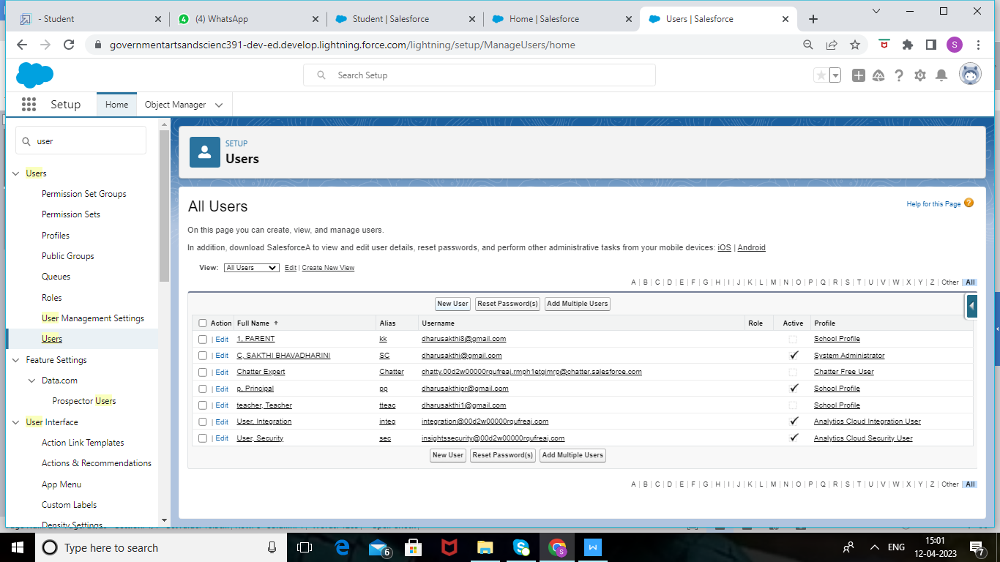 - Student
(4) WhatsApp
Student | Salesforce
Home | Salesforce
Users | Salesforce
governmentartsandscienc391-dev-ed.develop.lightning.force.com/lightning/setup/ManageUsers/home
S
Search Setup
Setup
Home
Object Manager
user
SETUP
Users
Users
Permission Set Groups
Permission Sets
Profiles
Public Groups
Queues
Roles
User Management Settings
Users
Feature Settings
Data.com
Prospector Users
User Interface
Action Link Templates
Actions & Recommendations
App Menu
Custom Labels
Density Settings
All Users
Help for this Page
On this page you can create, view, and manage users.
In addition, download SalesforceA to view and edit user details, reset passwords, and perform other administrative tasks from your mobile devices: iOS | Android
View: All Users Edit | Create New View
A | B | C | D | E | F | G | H | I | J | K | L | M | N | O | P | Q | R | S | T | U | V | W | X | Y | Z | Other | All
New User Reset Password(s) Add Multiple Users
Action Full Name Alias Username Role Active Profile
| Edit 1, PARENT kk dharusakthi8@gmail.com School Profile
| Edit C, SAKTHI BHAVADHARINI SC dharusakthi@gmail.com ✓ System Administrator
| Edit Chatter Expert Chatter chatty.00d2w00000rqufreaj.rmph1etgimrp@chatter.salesforce.com Chatter Free User
| Edit p, Principal pp dharusakthipr@gmail.com ✓ School Profile
| Edit teacher, Teacher tteac dharusakthi1@gmail.com School Profile
| Edit User, Integration integ integration@00d2w00000rqufreaj.com ✓ Analytics Cloud Integration User
| Edit User, Security sec insightssecurity@00d2w00000rqufreaj.com ✓ Analytics Cloud Security User
New User Reset Password(s) Add Multiple Users
A | B | C | D | E | F | G | H | I | J | K | L | M | N | O | P | Q | R | S | T | U | V | W | X | Y | Z | Other | All
Type here to search
6
S
ENG
15:01
12-04-2023
7